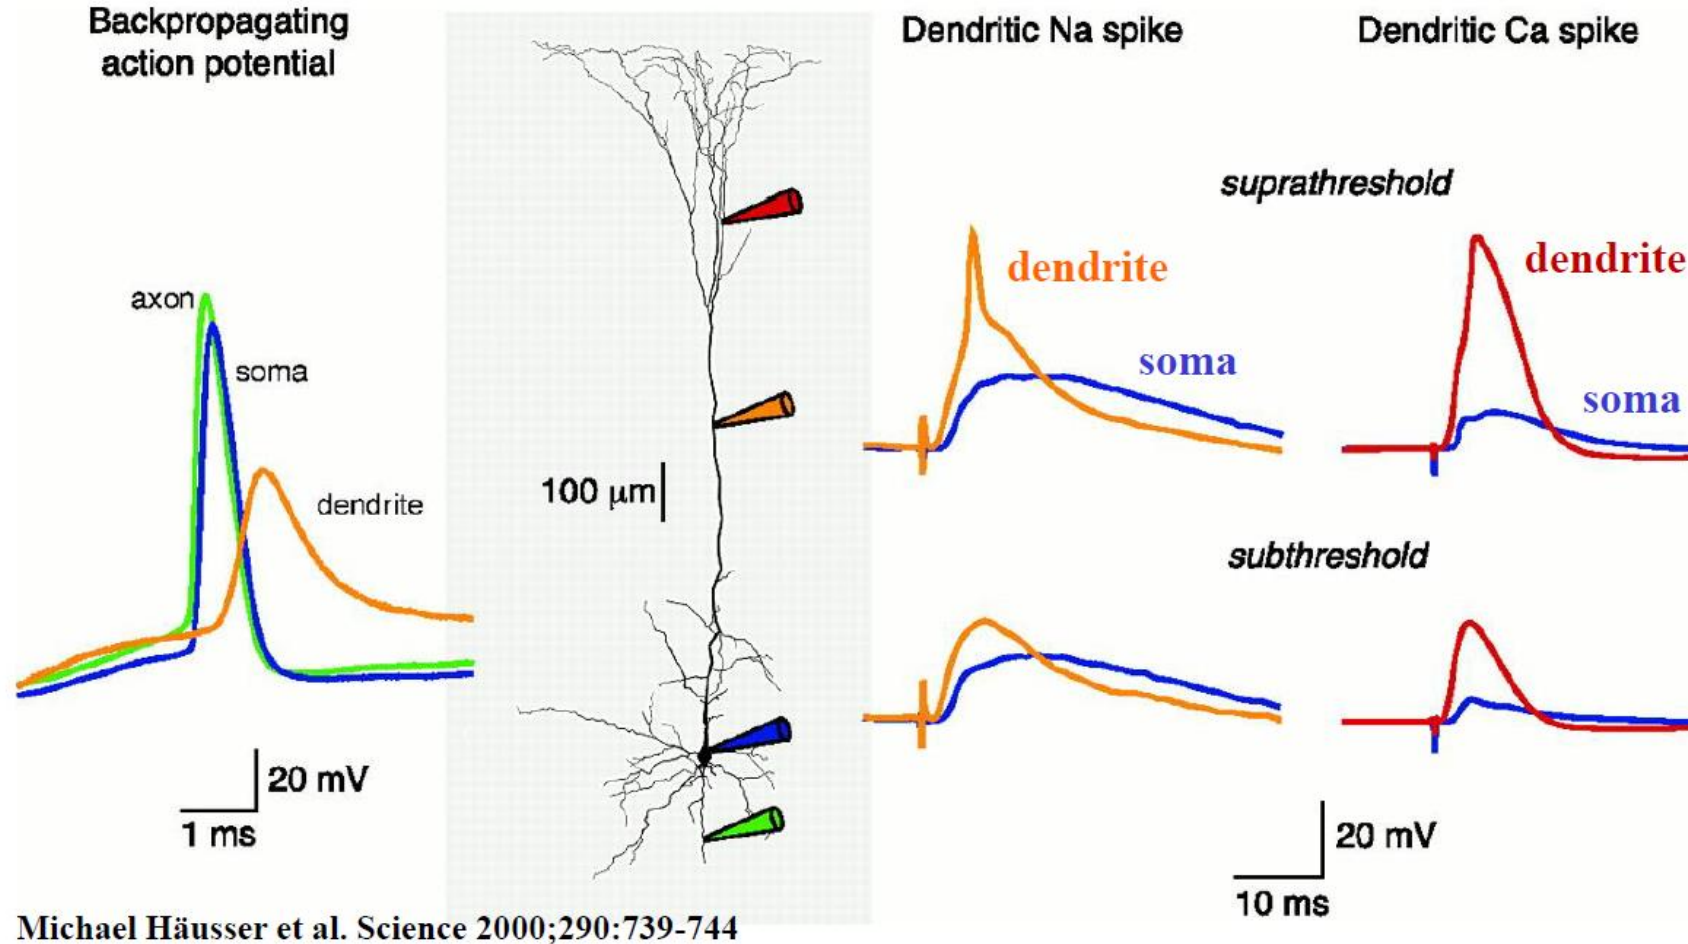 Backpropagating
action potential
axon
soma
dendrite
20 mV
1 ms
100 µm
Dendritic Na spike
Dendritic Ca spike
suprathreshold
dendrite
soma
dendrite
soma
subthreshold
20 mV
10 ms
Michael Häusser et al. Science 2000;290:739-744